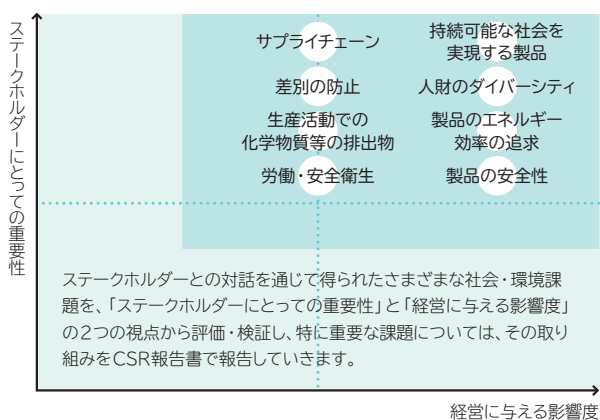 ステークホルダーにとっての重要性
サプライチェーン
持続可能な社会を
実現する製品
差別の防止
人財のダイバーシティ
生産活動での
化学物質等の排出物
製品のエネルギー
効率の追求
労働・安全衛生
製品の安全性
ステークホルダーとの対話を通じて得られたさまざまな社会・環境課
題を、「ステークホルダーにとっての重要性」と「経営に与える影響度」
の2つの視点から評価・検証し、特に重要な課題については、その取り
組みをCSR報告書で報告していきます。
経営に与える影響度